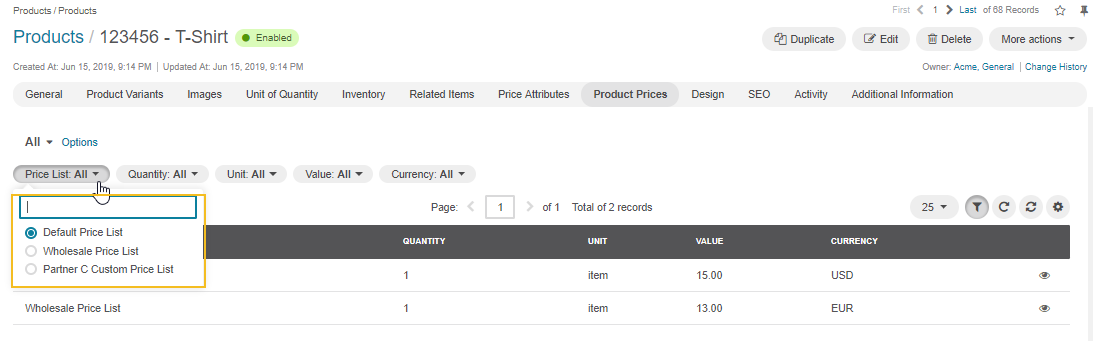 Products / Products
First 1 Last of 68 Records
Products / 123456 - T-Shirt Enabled
Duplicate Edit Delete More actions
Created At: Jun 15, 2019, 9:14 PM | Updated At: Jun 15, 2019, 9:14 PM
Owner: Acme, General | Change History
General Product Variants Images Unit of Quantity Inventory Related Items Price Attributes Product Prices Design SEO Activity Additional Information
All Options
Price List: All Quantity: All Unit: All Value: All Currency: All
Page: 1 of 1 Total of 2 records 25
Default Price List
Wholesale Price List
Partner C Custom Price List
QUANTITY UNIT VALUE CURRENCY
1 item 15.00 USD
Wholesale Price List 1 item 13.00 EUR